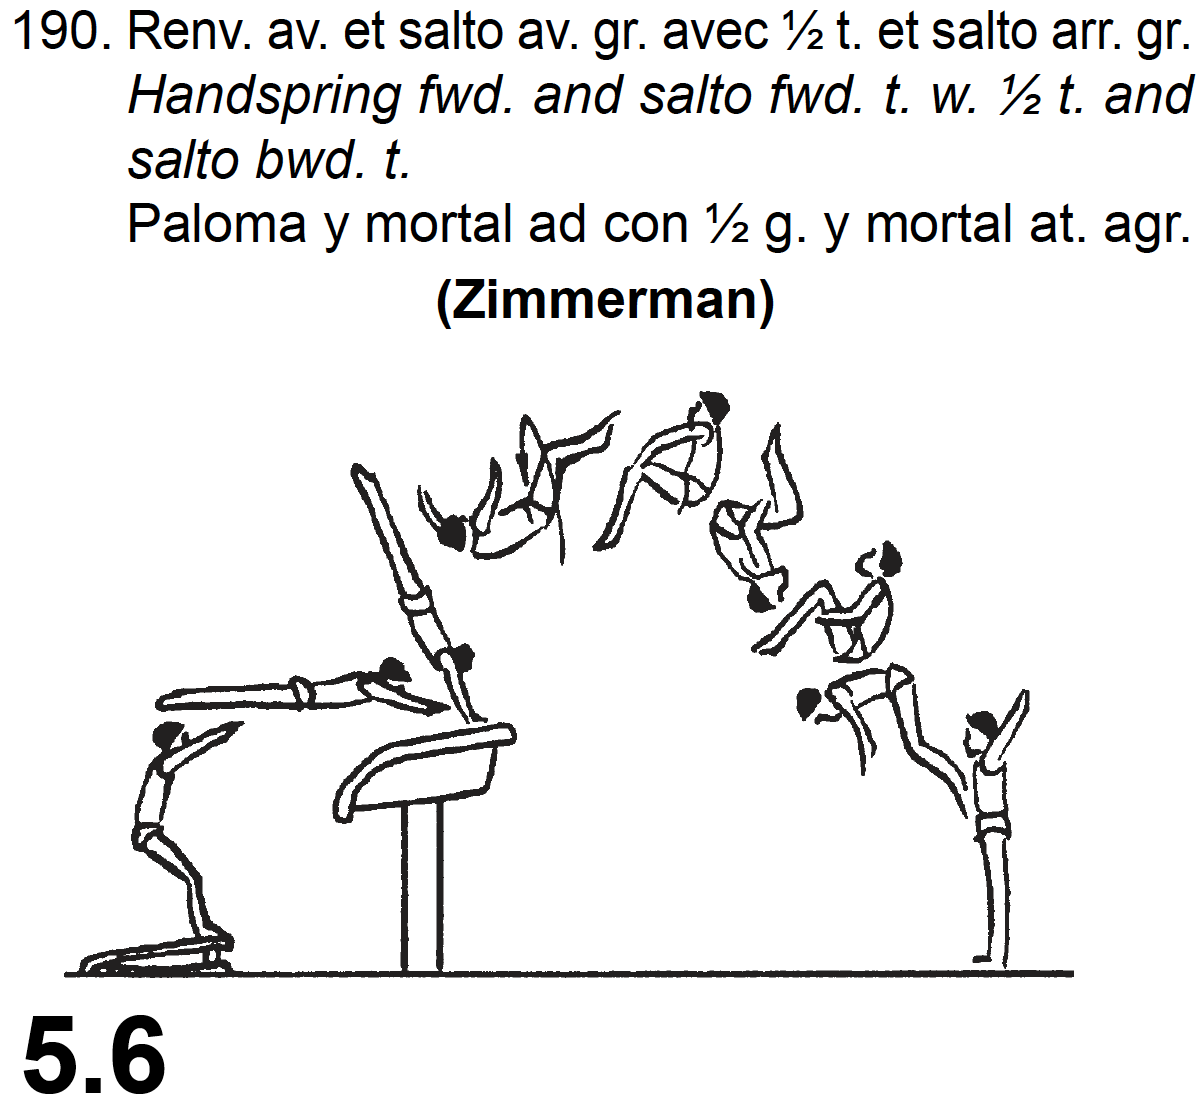 190. Renv. av. et salto av. gr. avec ½ t. et salto arr. gr.
Handspring fwd. and salto fwd. t. w. ½ t. and
salto bwd. t.
Paloma y mortal ad con ½ g. y mortal at. agr.
(Zimmerman)
5.6